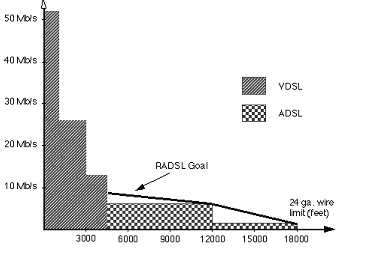 50 Mb/s
40 Mb/s
30 Mb/s
20 Mb/s
10 Mb/s
VDSL
ADSL
RADSL Goal
24 ga. wire
limit (feet)
3000 6000 9000 12000 15000 18000